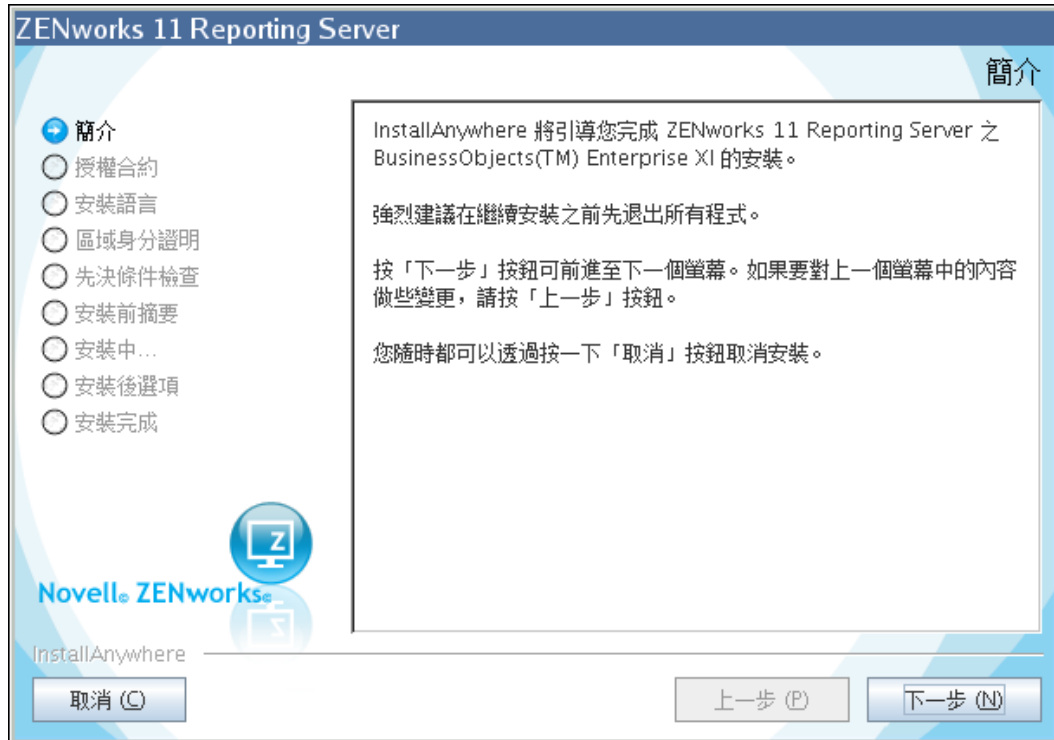 ZENworks 11 Reporting Server
簡介
簡介
授權合約
安裝語言
區域身分證明
先決條件檢查
安裝前摘要
安裝中...
安裝後選項
安裝完成
InstallAnywhere 將引導您完成 ZENworks 11 Reporting Server 之
BusinessObjects(TM) Enterprise XI 的安裝。
強烈建議在繼續安裝之前先退出所有程式。
按「下一步」按鈕可前進至下一個螢幕。如果要對上一個螢幕中的內容
做些變更，請按「上一步」按鈕。
您隨時都可以透過按一下「取消」按鈕取消安裝。
Z
Novell® ZENworks®
InstallAnywhere
取消 (C)
上一步 (P)
下一步 (N)